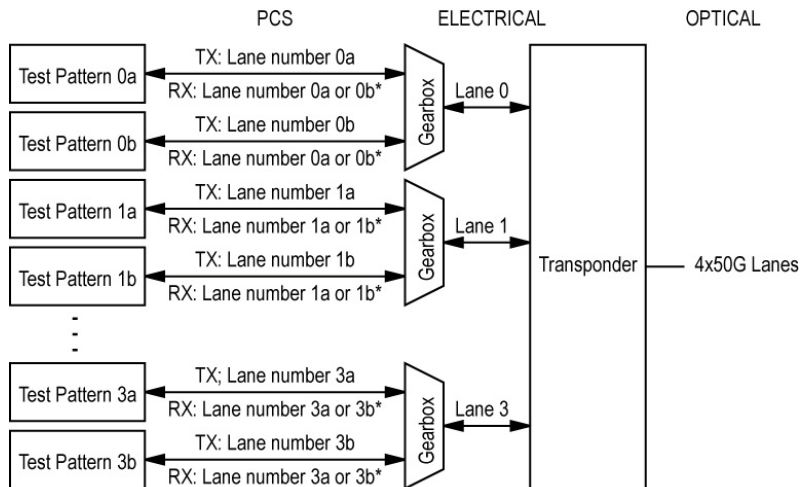 PCS ELECTRICAL OPTICAL
Test Pattern 0a
TX: Lane number 0a
RX: Lane number 0a or 0b*
Test Pattern 0b
TX: Lane number 0b
RX: Lane number 0a or 0b*
Gearbox
Lane 0
Test Pattern 1a
TX: Lane number 1a
RX: Lane number 1a or 1b*
Test Pattern 1b
TX: Lane number 1b
RX: Lane number 1a or 1b*
Gearbox
Lane 1
Transponder
4x50G Lanes
Test Pattern 3a
TX; Lane number 3a
RX: Lane number 3a or 3b*
Test Pattern 3b
TX: Lane number 3b
RX: Lane number 3a or 3b*
Gearbox
Lane 3